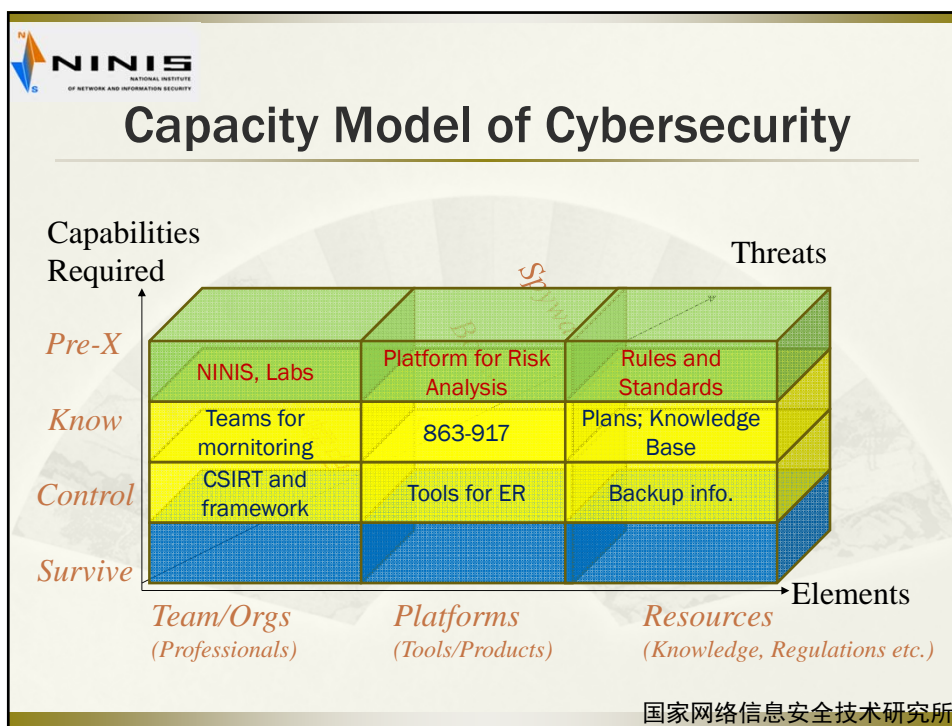 N
NINIS
NATIONAL INSTITUTE
OF NETWORK AND INFORMATION SECURITY
S
Capacity Model of Cybersecurity
Capabilities
Required
Threats
Pre-X
NINIS, Labs
Platform for Risk
Analysis
Rules and
Standards
Know
Teams for
mornitoring
863-917
Plans; Knowledge
Base
Control
CSIRT and
framework
Tools for ER
Backup info.
Survive
Elements
Team/Orgs
(Professionals)
Platforms
(Tools/Products)
Resources
(Knowledge, Regulations etc.)
国家网络信息安全技术研究所